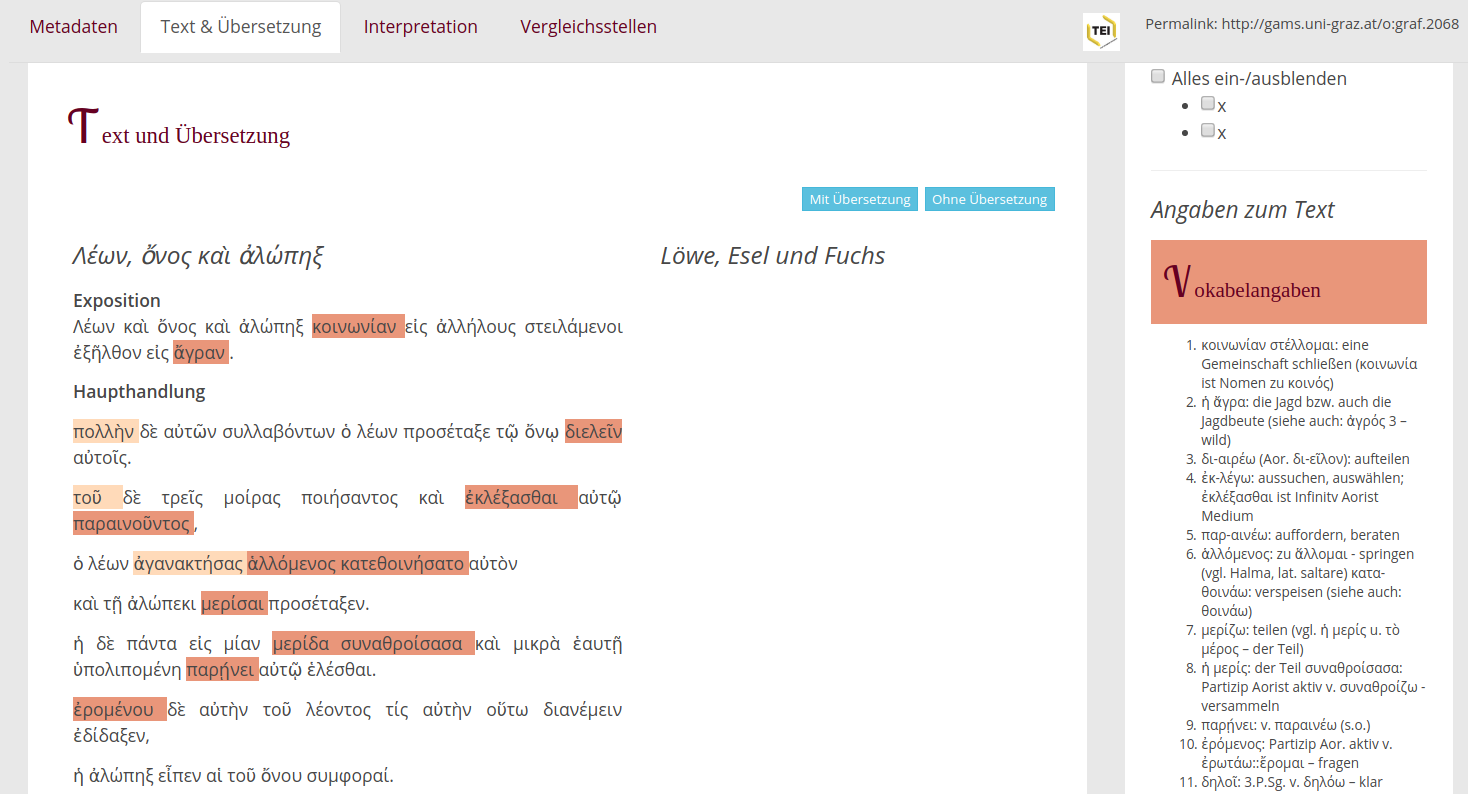 Metadaten Text & Übersetzung Interpretation Vergleichsstellen TEI Permalink: http://gams.uni-graz.at/o:graf.2068
Text und Übersetzung
Mit Übersetzung Ohne Übersetzung
Λέων, ὄνος καὶ ἀλώπηξ
Löwe, Esel und Fuchs
Exposition
Λέων καὶ ὄνος καὶ ἀλώπηξ κοινωνίαν εἰς ἀλλήλους στειλάμενοι
ἐξῆλθον εἰς ἄγραν .
Haupthandlung
πολλὴν δὲ αὐτῶν συλλαβόντων ὁ λέων προσέταξε τῷ ὄνῳ διελεῖν
αὐτοῖς.
τοῦ δὲ τρεῖς μοίρας ποιήσαντος καὶ ἐκλέξασθαι αὐτῷ
παραινοῦντος ,
ὁ λέων ἀγανακτήσας ἁλλόμενος κατεθοινήσατο αὐτὸν
καὶ τῇ ἀλώπεκι μερίσαι προσέταξεν.
ἡ δὲ πάντα εἰς μίαν μερίδα συναθροίσασα καὶ μικρὰ ἑαυτῇ
ὑπολιπομένη παρῄνει αὐτῷ ἑλέσθαι.
ἐρομένου δὲ αὐτὴν τοῦ λέοντος τίς αὐτὴν οὕτω διανέμειν
ἐδίδαξεν,
ἡ ἀλώπηξ εἶπεν αἱ τοῦ ὄνου συμφοραί.
Alles ein-/ausblenden
• x
• x
Angaben zum Text
Vokabelangaben
1. κοινωνίαν στέλλομαι: eine
Gemeinschaft schließen (κοινωνία
ist Nomen zu κοινός)
2. ἡ ἄγρα: die Jagd bzw. auch die
Jagdbeute (siehe auch: ἀγρός 3 –
wild)
3. δι-αιρέω (Aor. δι-εῖλον): aufteilen
4. ἐκ-λέγω: aussuchen, auswählen;
ἐκλέξασθαι ist Infinitv Aorist
Medium
5. παρ-αινέω: auffordern, beraten
6. ἁλλόμενος: zu ἅλλομαι - springen
(vgl. Halma, lat. saltare) κατα-
θοινάω: verspeisen (siehe auch:
θοινάω)
7. μερίζω: teilen (vgl. ἡ μερίς u. τὸ
μέρος – der Teil)
8. ἡ μερίς: der Teil συναθροίσασα:
Partizip Aorist aktiv v. συναθροίζω -
versammeln
9. παρῄνει: v. παραινέω (s.o.)
10. ἐρόμενος: Partizip Aor. aktiv v.
ἐρωτάω::ἔρομαι – fragen
11. δηλοῖ: 3.P.Sg. v. δηλόω – klar